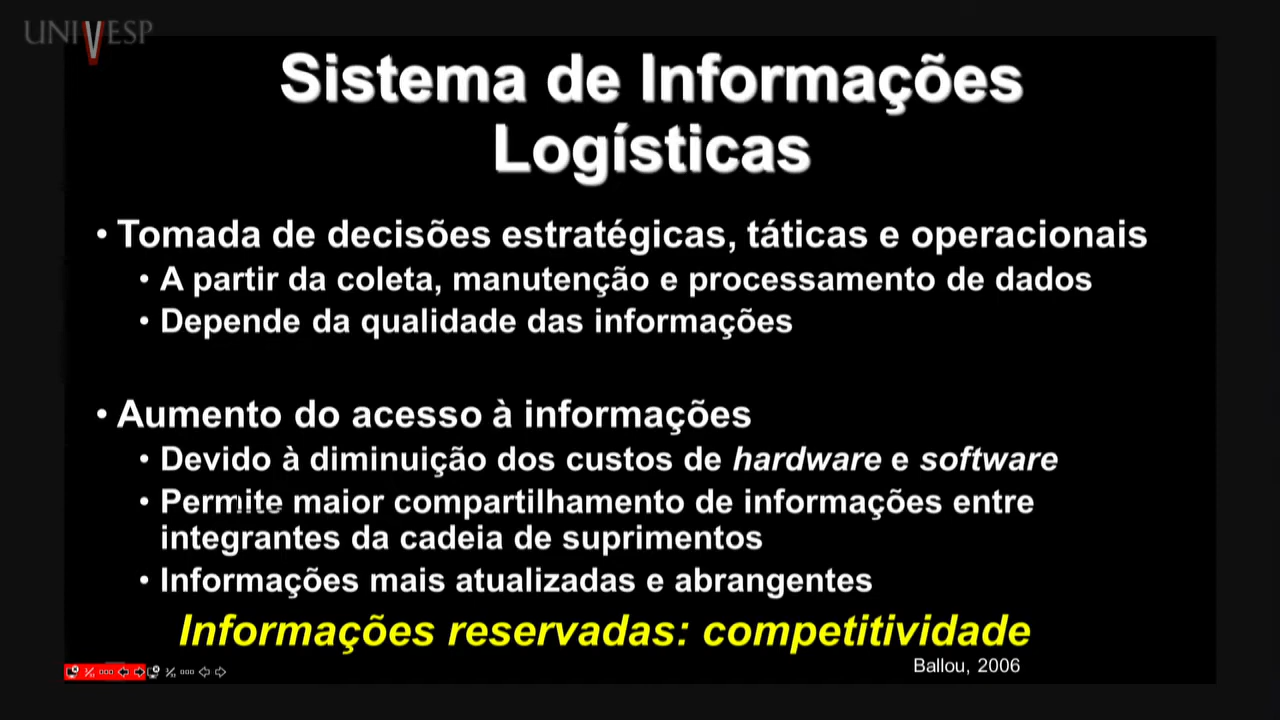 UNIVESP
Sistema de Informações
Logísticas
• Tomada de decisões estratégicas, táticas e operacionais
• A partir da coleta, manutenção e processamento de dados
• Depende da qualidade das informações
• Aumento do acesso à informações
• Devido à diminuição dos custos de hardware e software
• Permite maior compartilhamento de informações entre
integrantes da cadeia de suprimentos
• Informações mais atualizadas e abrangentes
Informações reservadas: competitividade
Ballou, 2006